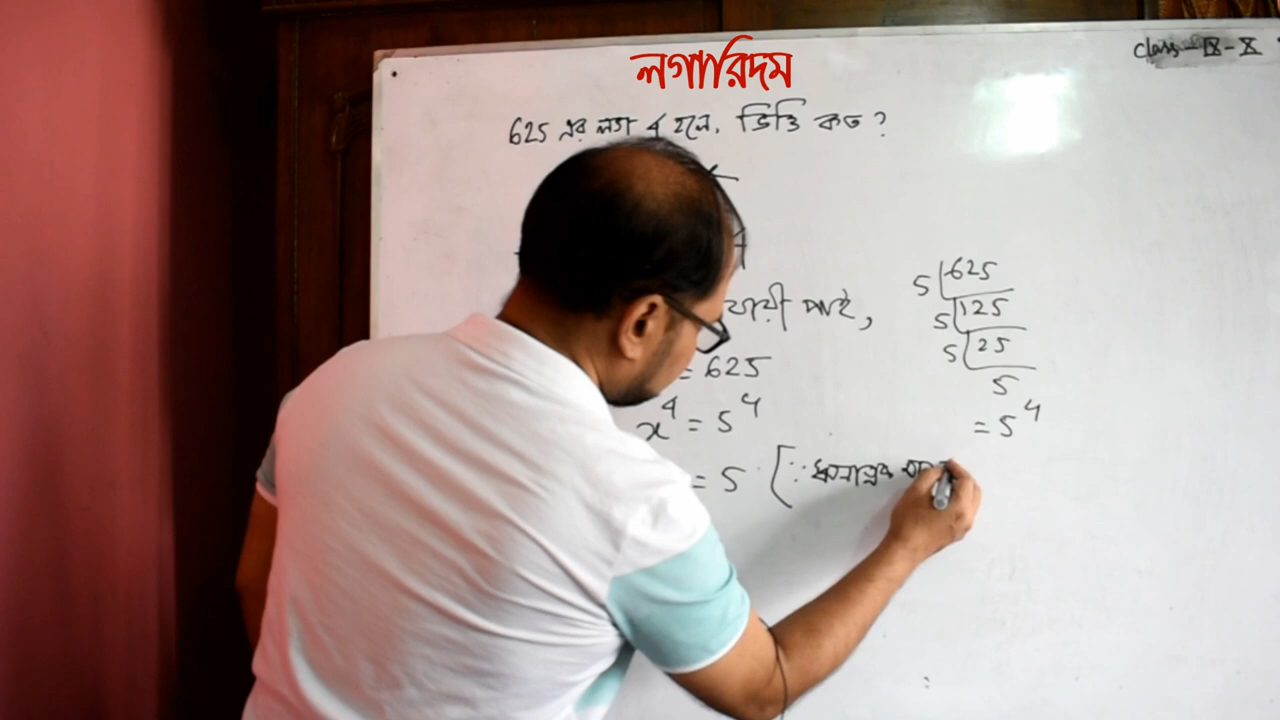 লগারিদম
Class - IX - X
625 এর লগ 4 হলে, ভিত্তি কত?
য়ী পাই,
= 625
x⁴ = 5⁴
= 5 [∵
5 625
5 125
5 25
5
= 5⁴